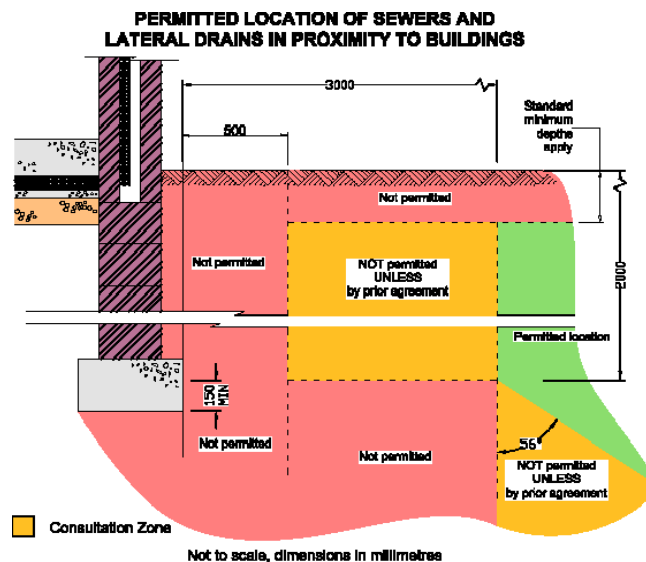 PERMITTED LOCATION OF SEWERS AND
LATERAL DRAINS IN PROXIMITY TO BUILDINGS
3000
500
Standard
minimum
depths
apply
Not permitted
Not permitted
NOT permitted
UNLESS
by prior agreement
2000
Permitted location
150
MIN
Not permitted
Not permitted
56°
NOT permitted
UNLESS
by prior agreement
Consultation Zone
Not to scale, dimensions in millimetres